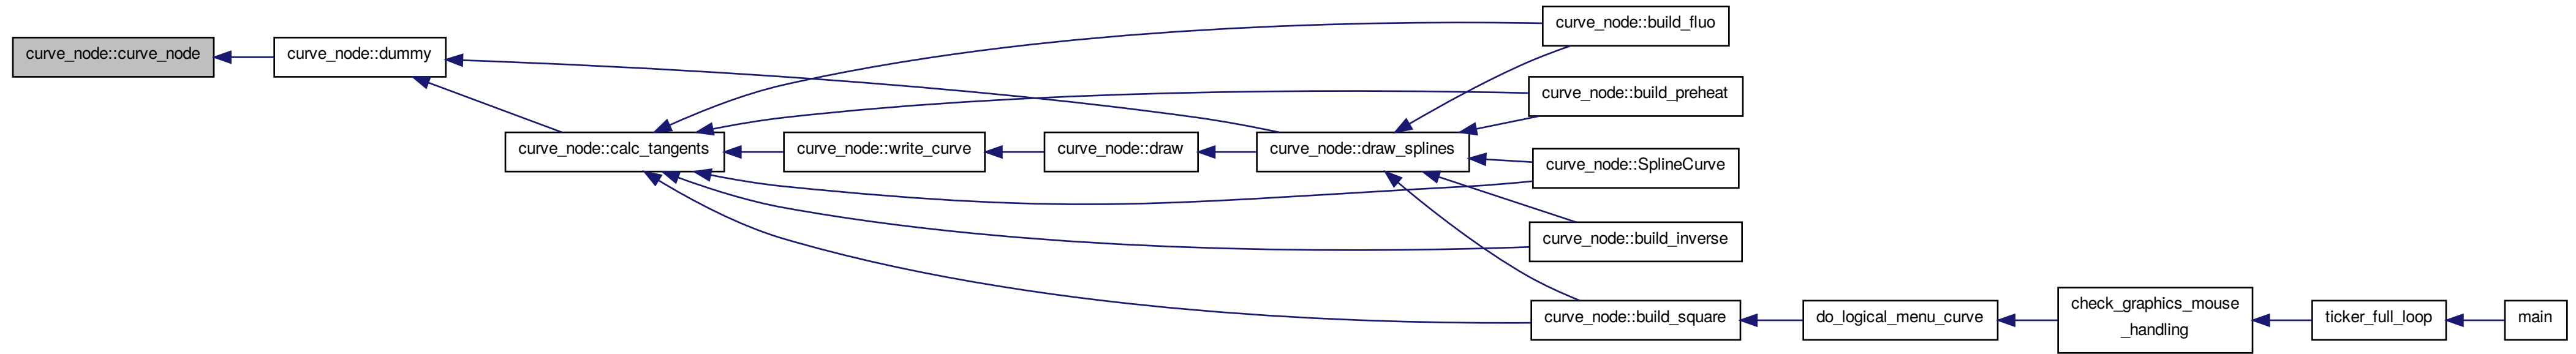 curve_node::curve_node
curve_node::dummy
curve_node::calc_tangents
curve_node::write_curve
curve_node::draw
curve_node::draw_splines
curve_node::build_fluo
curve_node::build_preheat
curve_node::SplineCurve
curve_node::build_inverse
curve_node::build_square
do_logical_menu_curve
check_graphics_mouse
_handling
ticker_full_loop
main